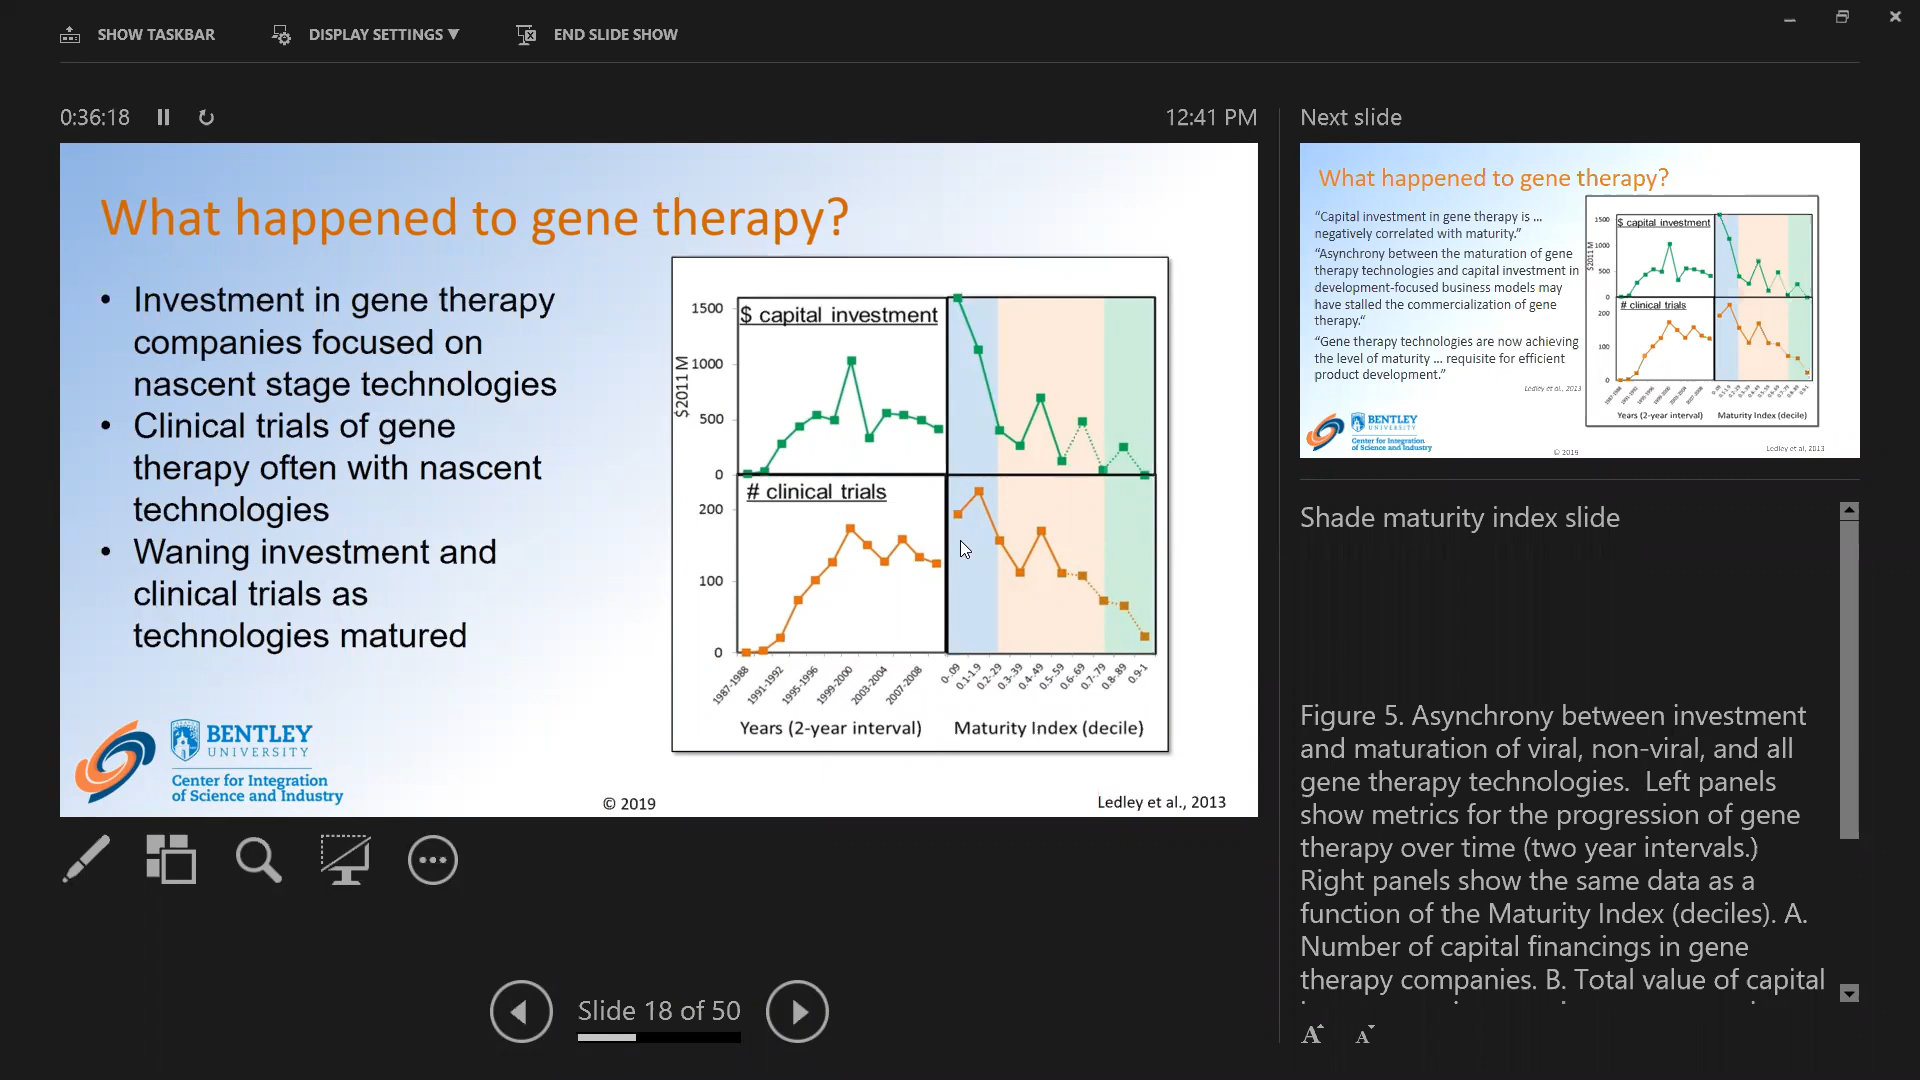 SHOW TASKBAR
DISPLAY SETTINGS ▼
END SLIDE SHOW
0:36:18
12:41 PM
What happened to gene therapy?
• Investment in gene therapy
companies focused on
nascent stage technologies
• Clinical trials of gene
therapy often with nascent
technologies
• Waning investment and
clinical trials as
technologies matured
$ capital investment
1500
1000
500
0
$2011M
# clinical trials
200
100
0
1987-1988
1991-1992
1995-1996
1999-2000
2003-2004
2007-2008
0-.09
0.1-1.9
0.2-.29
0.3-.39
0.4-.49
0.5-.59
0.6-.69
0.7-.79
0.8-.89
0.9-1
Years (2-year interval)
Maturity Index (decile)
BENTLEY
UNIVERSITY
Center for Integration
of Science and Industry
© 2019
Ledley et al., 2013
Slide 18 of 50
Next slide
What happened to gene therapy?
"Capital investment in gene therapy is ...
negatively correlated with maturity."
"Asynchrony between the maturation of gene
therapy technologies and capital investment in
development-focused business models may
have stalled the commercialization of gene
therapy."
"Gene therapy technologies are now achieving
the level of maturity ... requisite for efficient
product development."
Ledley et al., 2013
$ capital investment
1500
1000
500
0
$2011M
# clinical trials
200
100
0
Years (2-year interval)
Maturity Index (decile)
BENTLEY
UNIVERSITY
Center for Integration
of Science and Industry
© 2019
Ledley et al, 2013
Shade maturity index slide
Figure 5. Asynchrony between investment
and maturation of viral, non-viral, and all
gene therapy technologies.  Left panels
show metrics for the progression of gene
therapy over time (two year intervals.)
Right panels show the same data as a
function of the Maturity Index (deciles). A.
Number of capital financings in gene
therapy companies. B. Total value of capital
A A